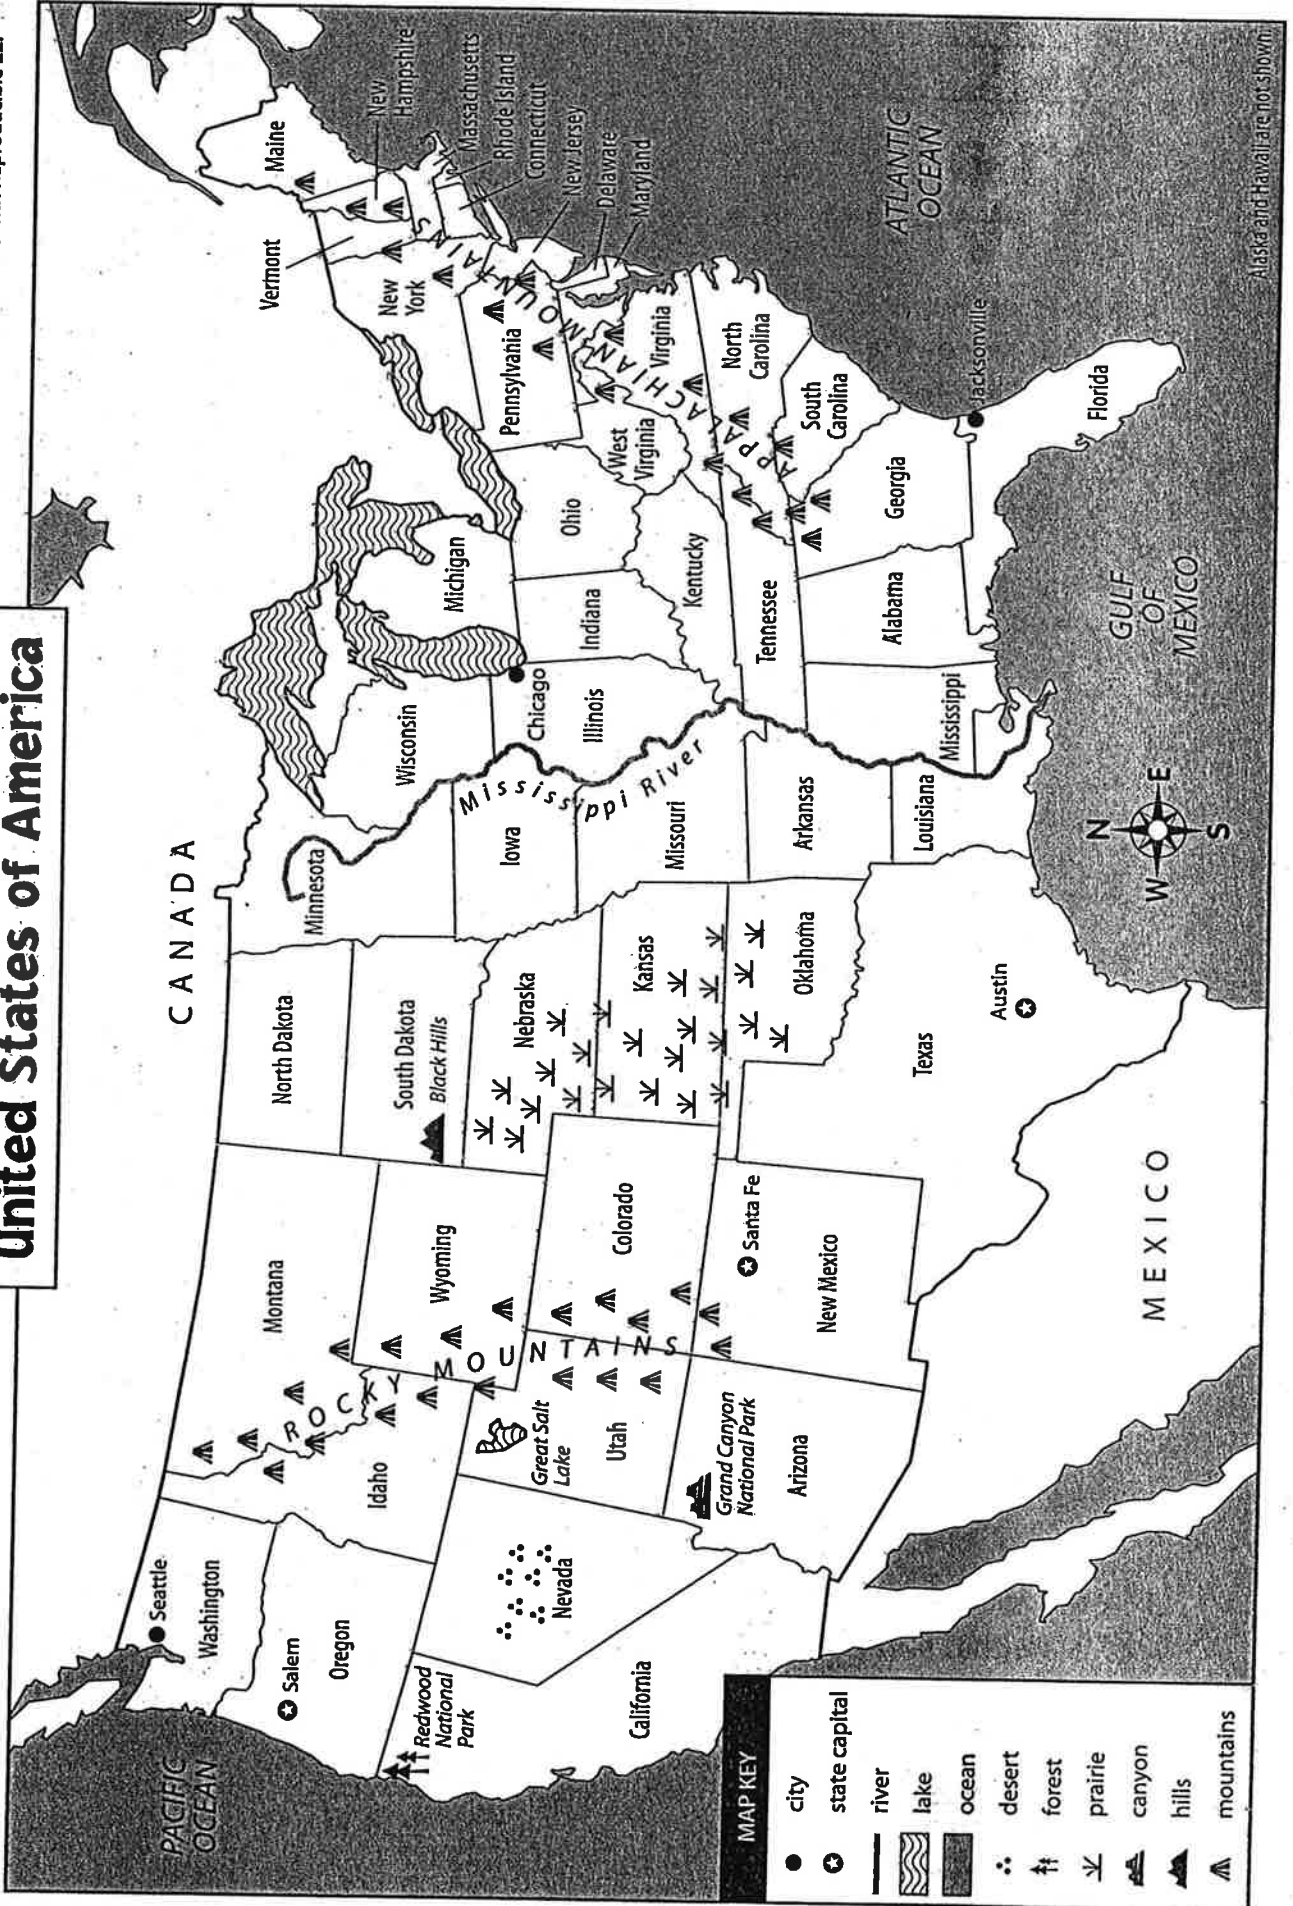 United States of America
CANADA
Seattle
Washington
Salem
Oregon
Redwood
National
Park
California
Nevada
Idaho
Montana
ROCKY MOUNTAINS
Wyoming
Great Salt
Lake
Utah
Colorado
Grand Canyon
National Park
Arizona
Santa Fe
New Mexico
North Dakota
South Dakota
Black Hills
Nebraska
Kansas
Oklahoma
Texas
Austin
Minnesota
Iowa
Missouri
Arkansas
Louisiana
Mississippi River
Wisconsin
Chicago
Illinois
Michigan
Indiana
Ohio
Kentucky
Tennessee
Mississippi
Alabama
Georgia
Jacksonville
Florida
South
Carolina
North
Carolina
Virginia
West
Virginia
APPALACHIAN MOUNTAINS
Pennsylvania
New
York
Vermont
Maine
New
Hampshire
Massachusetts
Rhode Island
Connecticut
New Jersey
Delaware
Maryland
PACIFIC
OCEAN
ATLANTIC
OCEAN
GULF
OF
MEXICO
MEXICO
N
E
S
W
MAP KEY
city
state capital
river
lake
ocean
desert
forest
prairie
canyon
hills
mountains
Alaska and Hawaii are not shown.